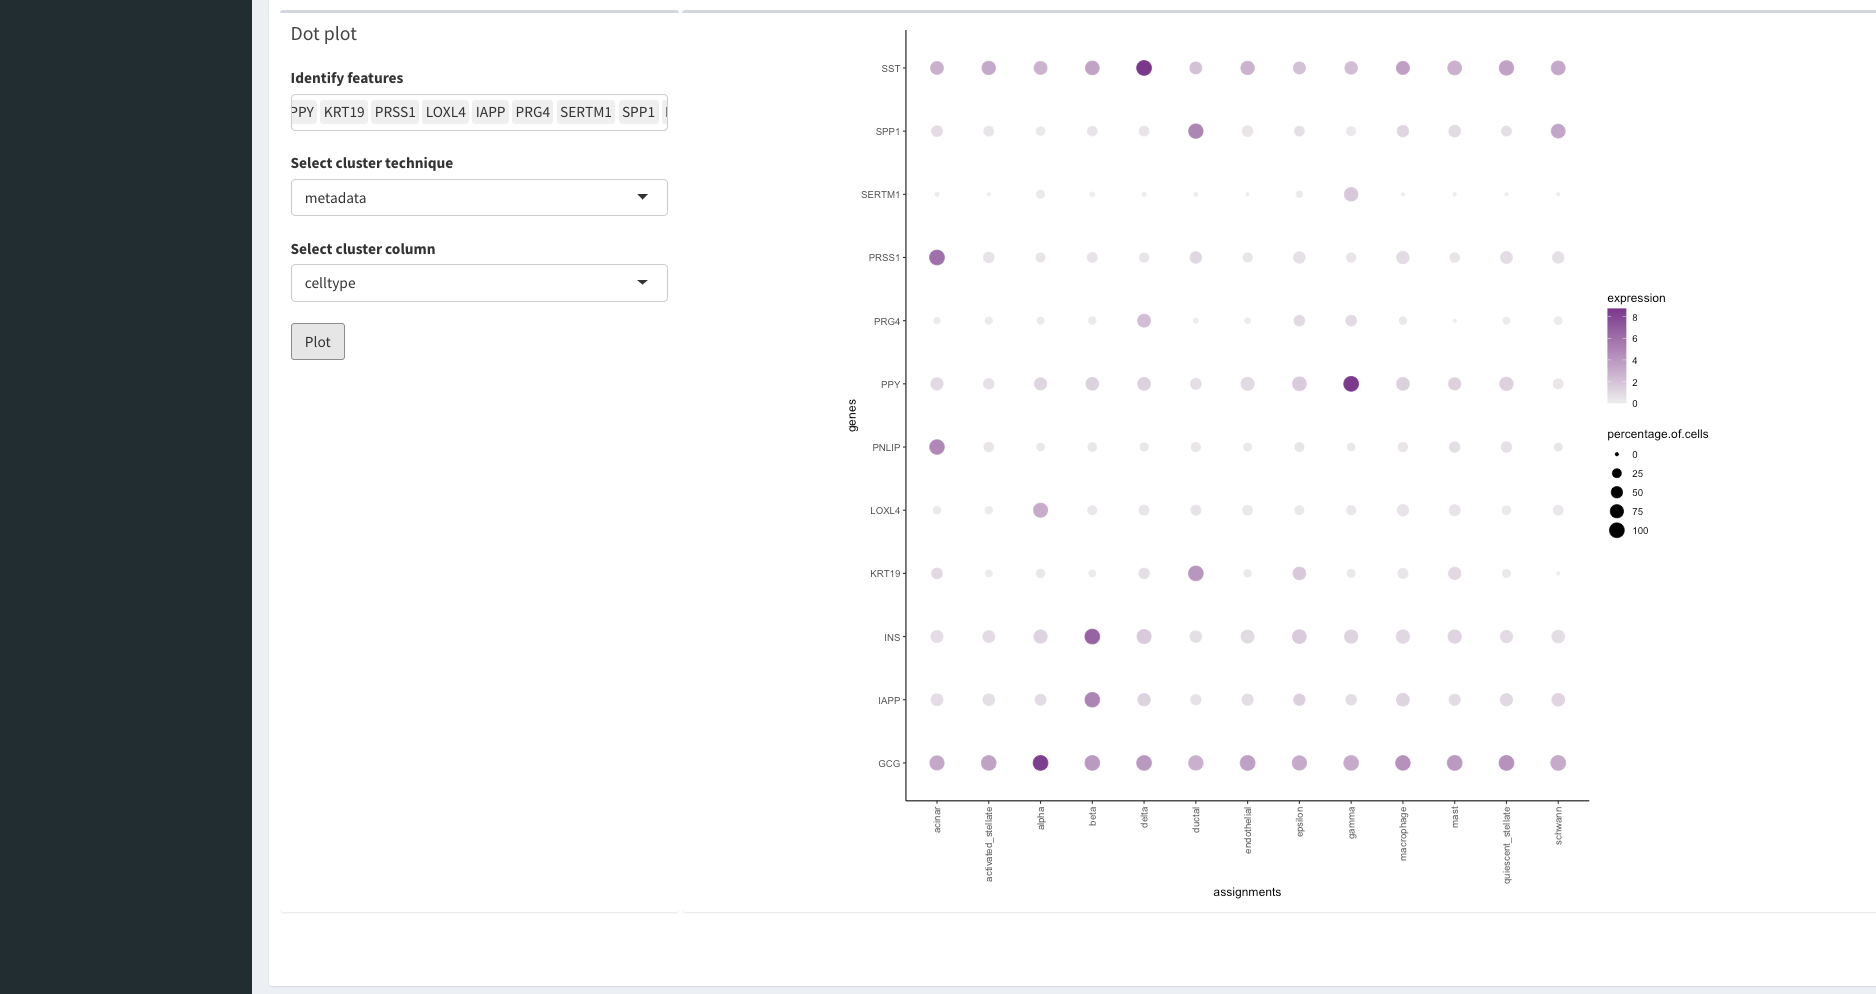 Dot plot
Identify features
PPY KRT19 PRSS1 LOXL4 IAPP PRG4 SERTM1 SPP1
Select cluster technique
metadata
Select cluster column
celltype
Plot
genes
SST
SPP1
SERTM1
PRSS1
PRG4
PPY
PNLIP
LOXL4
KRT19
INS
IAPP
GCG
acinar
activated_stellate
alpha
beta
delta
ductal
endothelial
epsilon
gamma
macrophage
mast
quiescent_stellate
schwann
assignments
expression
8
6
4
2
0
percentage.of.cells
0
25
50
75
100